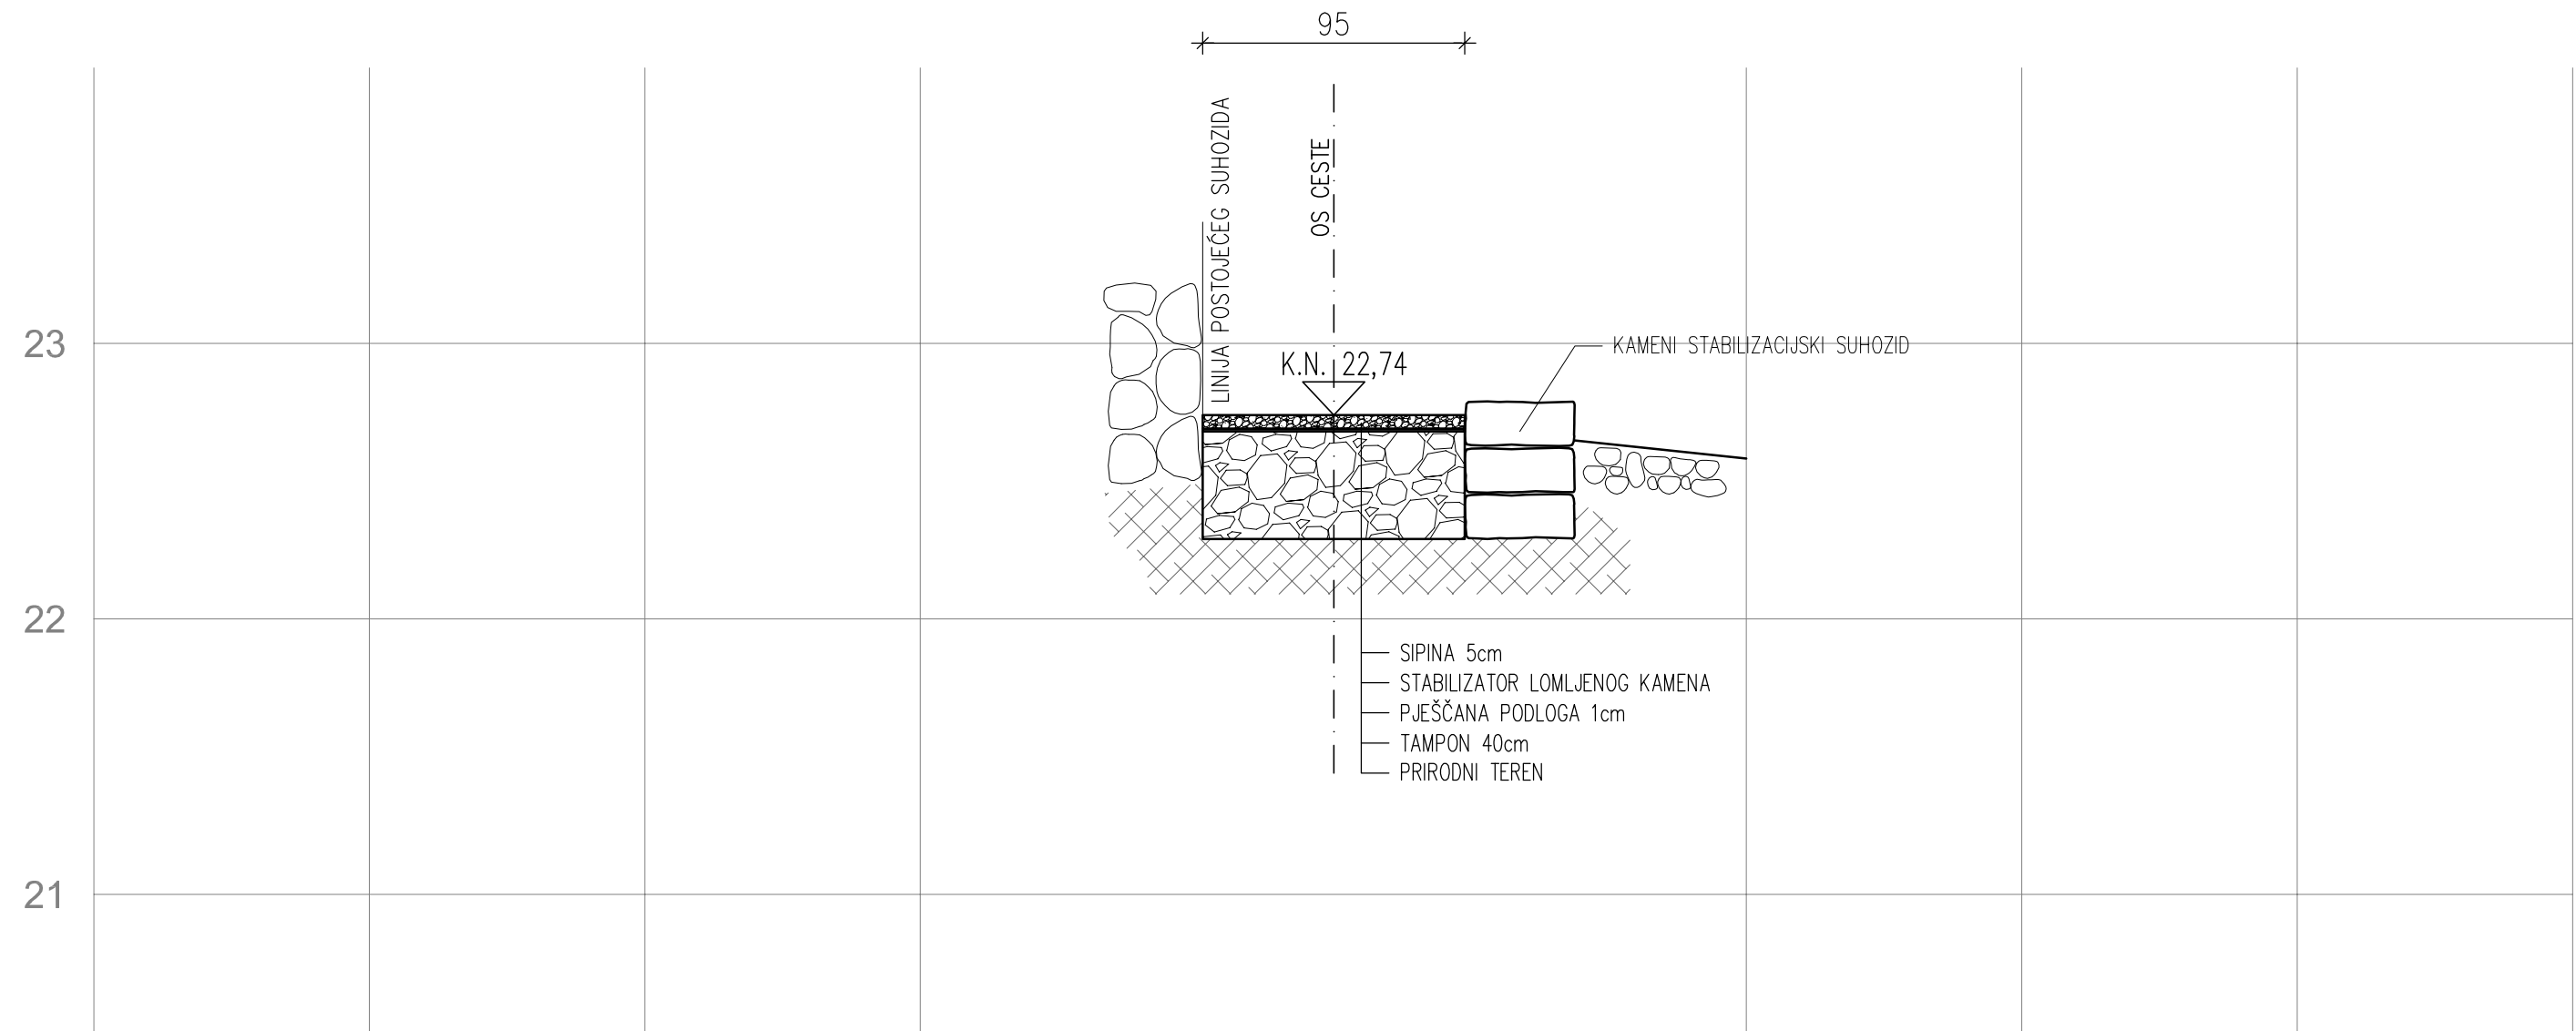 95
LINIJA POSTOJEĆEG SUHOZIDA
OS CESTE
23
KAMENI STABILIZACIJSKI SUHOZID
K.N. 22,74
22
SIPINA 5cm
STABILIZATOR LOMLJENOG KAMENA
PJEŠČANA PODLOGA 1cm
TAMPON 40cm
PRIRODNI TEREN
21